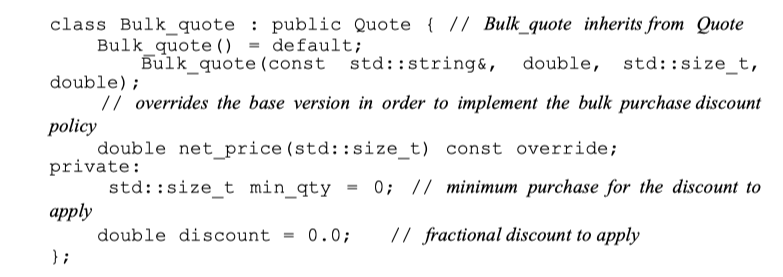 class Bulk_quote : public Quote { // Bulk_quote inherits from Quote
Bulk_quote() = default;
Bulk_quote(const std::string&, double, std::size_t,
double);
// overrides the base version in order to implement the bulk purchase discount
policy
double net_price(std::size_t) const override;
private:
std::size_t min_qty = 0; // minimum purchase for the discount to
apply
double discount = 0.0; // fractional discount to apply
};